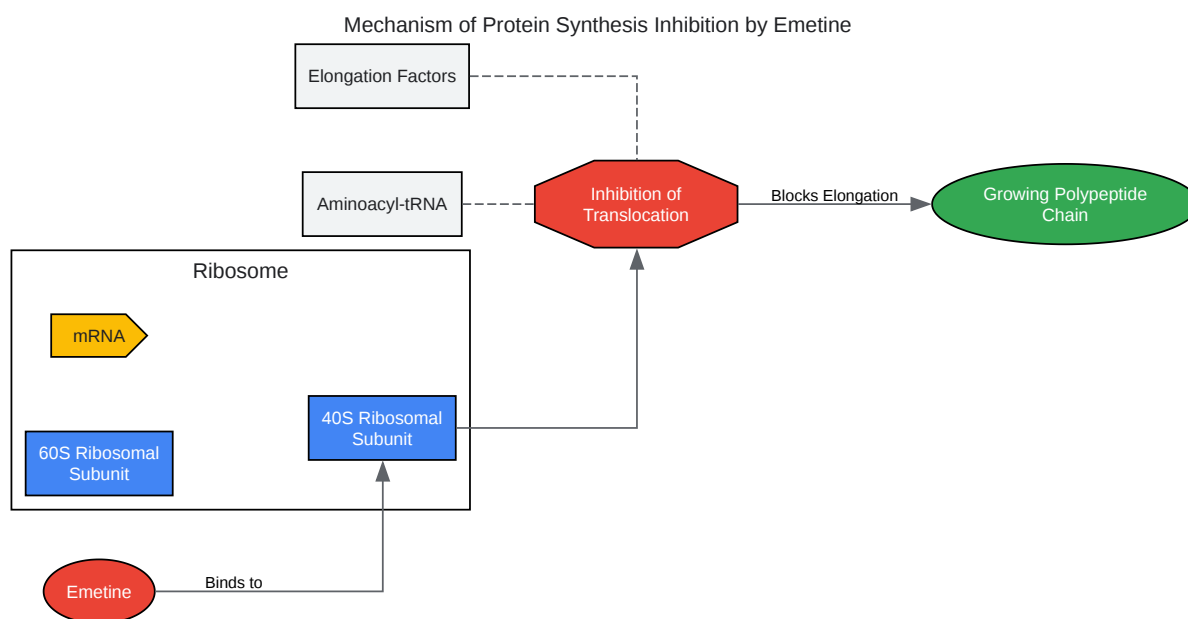 Mechanism of Protein Synthesis Inhibition by Emetine
Elongation Factors
Aminoacyl-tRNA
Inhibition of
Translocation
Blocks Elongation
Growing Polypeptide
Chain
Ribosome
mRNA
40S Ribosomal
Subunit
60S Ribosomal
Subunit
Emetine
Binds to